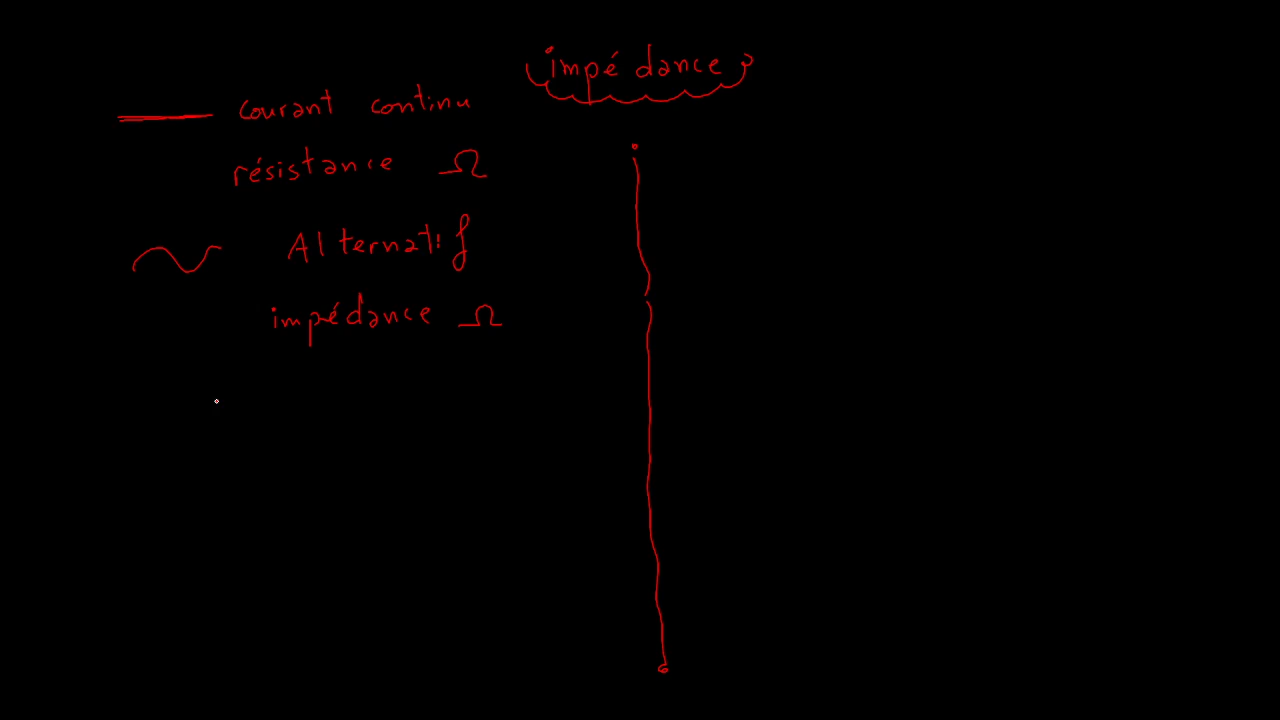 impédance
courant continu
résistance Ω
Alternatif
impédance Ω